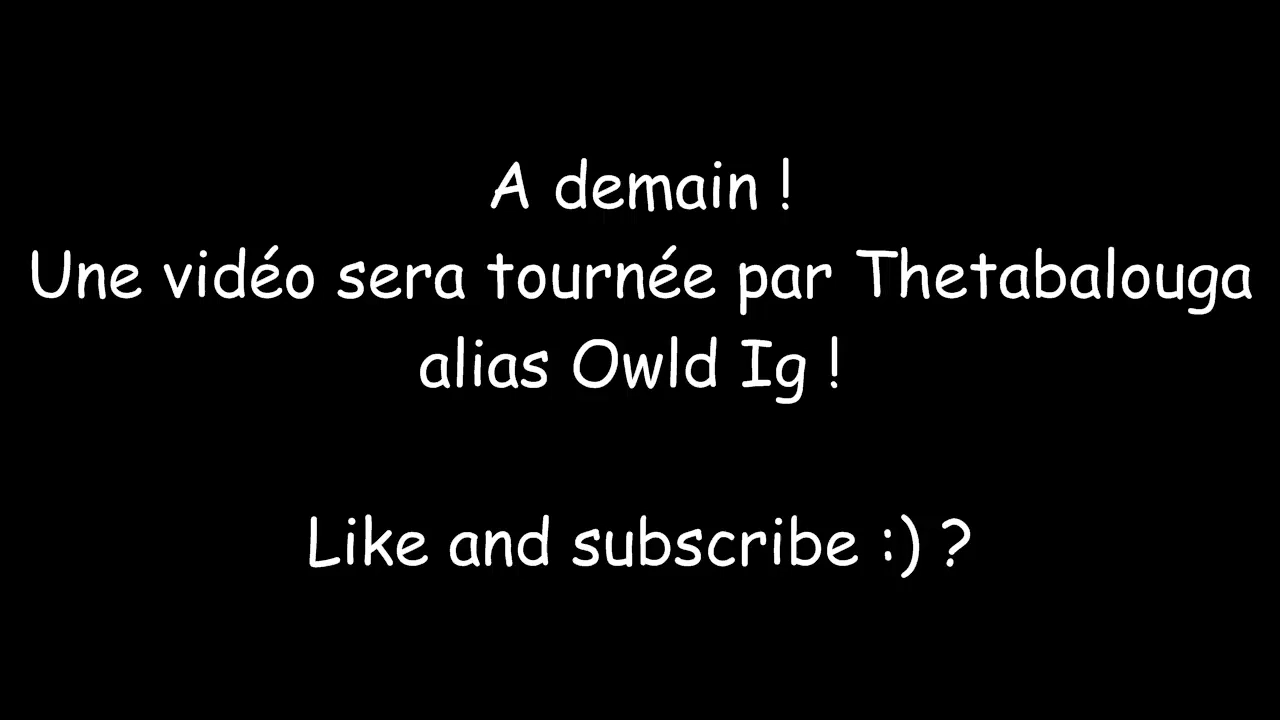 A demain !
Une vidéo sera tournée par Thetabalouga
alias Owld Ig !
Like and subscribe :) ?